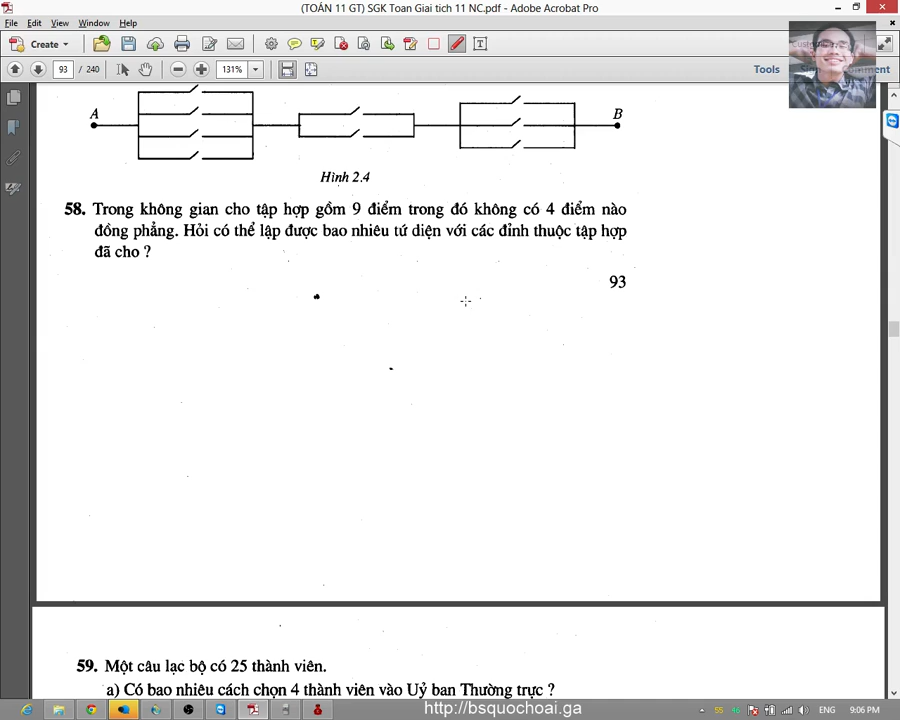 (TOÁN 11 GT) SGK Toan Giai tich 11 NC.pdf - Adobe Acrobat Pro
File Edit View Window Help
Create
93 / 240 131% Tools Comment
A B
Hình 2.4
58. Trong không gian cho tập hợp gồm 9 điểm trong đó không có 4 điểm nào
đồng phẳng. Hỏi có thể lập được bao nhiêu tứ diện với các đỉnh thuộc tập hợp
đã cho ?
93
59. Một câu lạc bộ có 25 thành viên.
a) Có bao nhiêu cách chọn 4 thành viên vào Uỷ ban Thường trực ?
http://bsquochoai.ga
55 46 ENG 9:06 PM